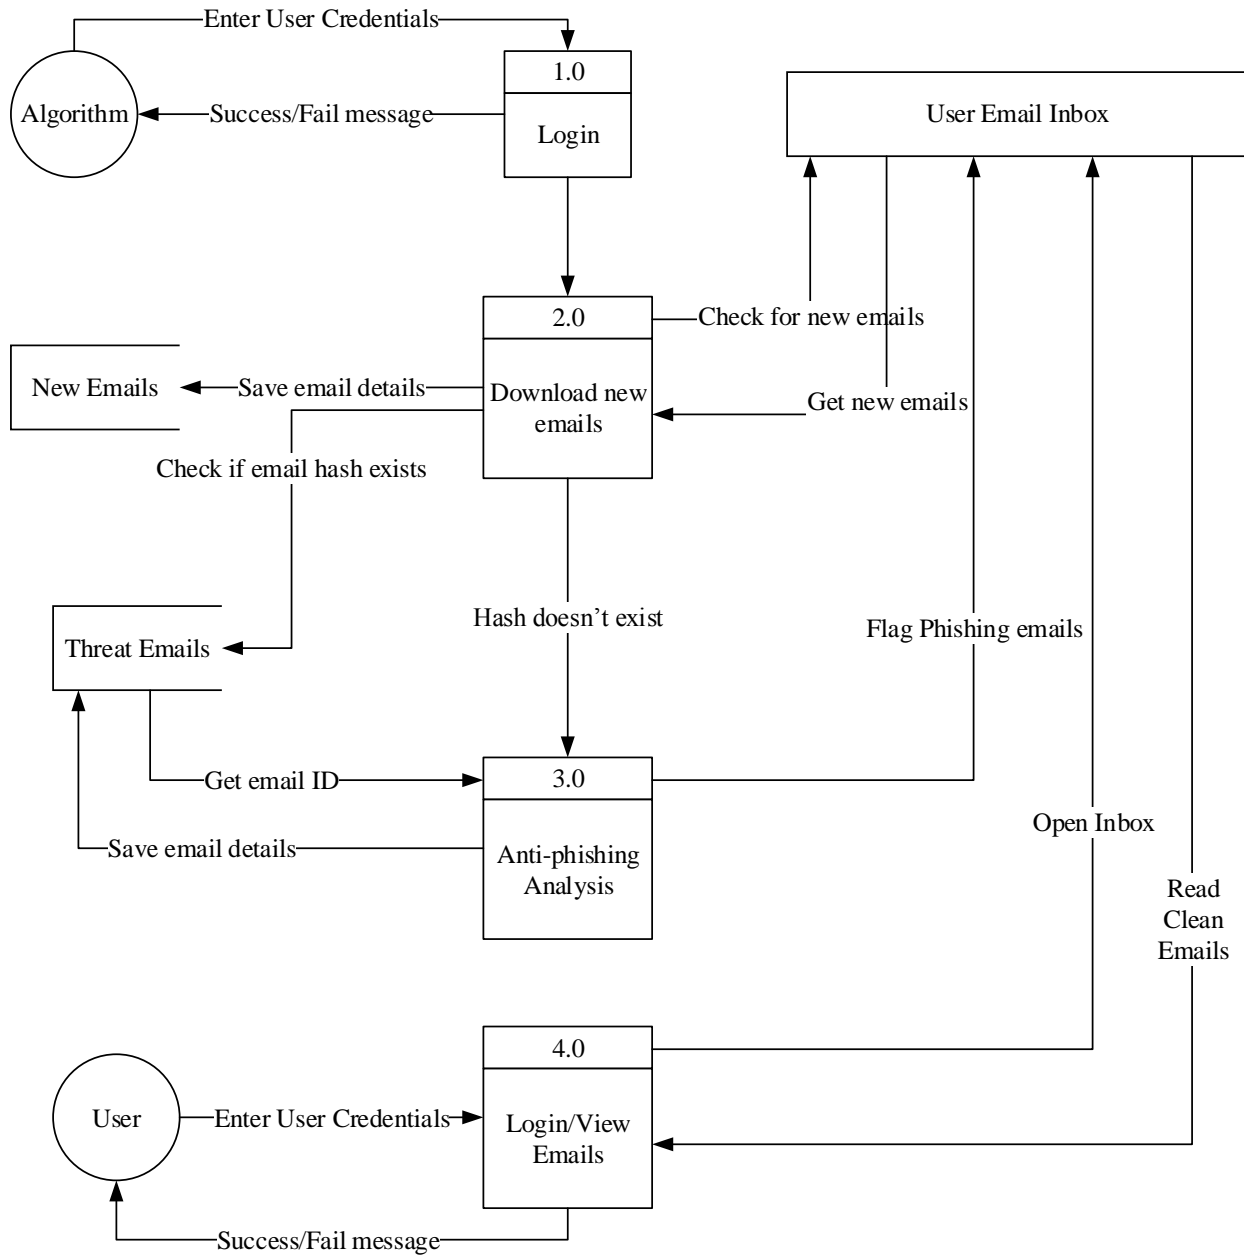 Enter User Credentials
1.0
Algorithm
Success/Fail message
Login
User Email Inbox
2.0
Check for new emails
New Emails
Save email details
Download new
emails
Get new emails
Check if email hash exists
Hash doesn’t exist
Flag Phishing emails
Threat Emails
3.0
Get email ID
Open Inbox
Save email details
Anti-phishing
Analysis
Read
Clean
Emails
4.0
User
Enter User Credentials
Login/View
Emails
Success/Fail message